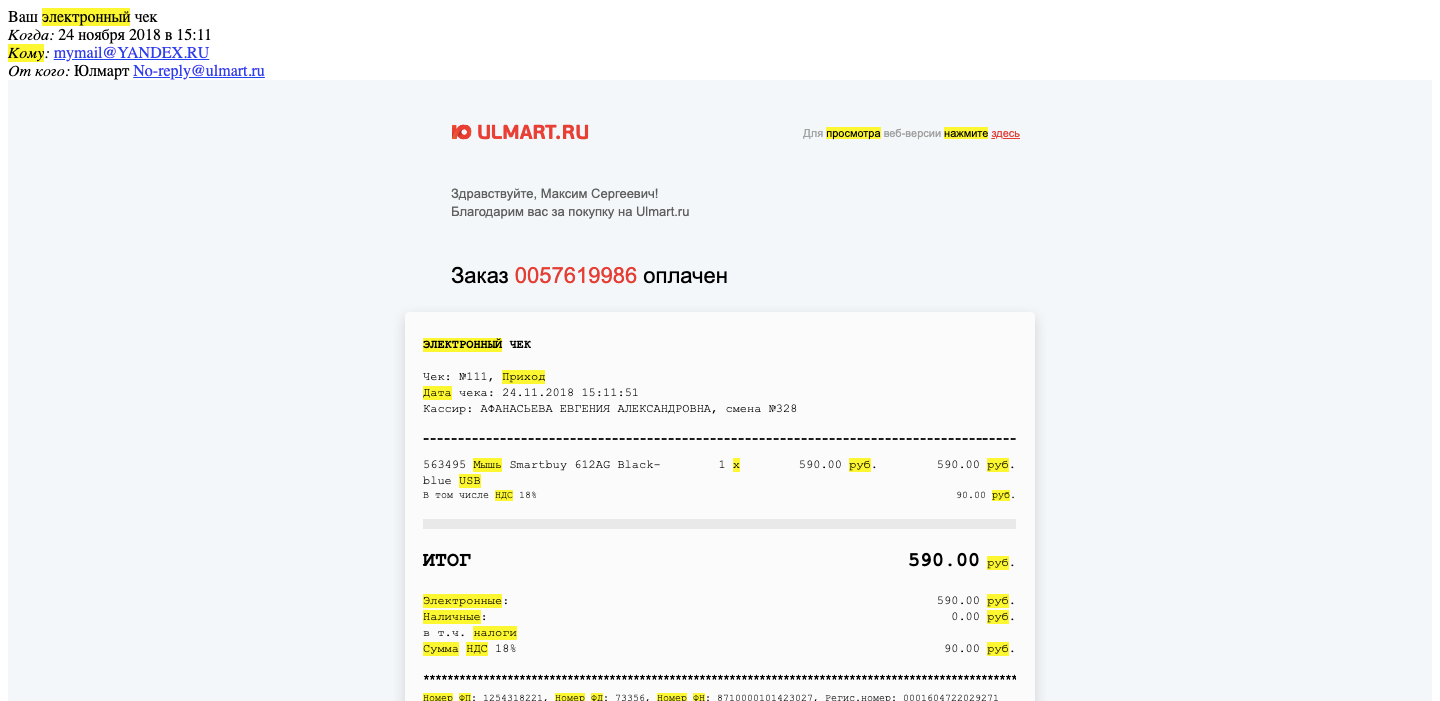 Ваш электронный чек
Когда: 24 ноября 2018 в 15:11
Кому: mymail@YANDEX.RU
От кого: Юлмарт No-reply@ulmart.ru
Ю ULMART.RU
Для просмотра веб-версии нажмите здесь
Здравствуйте, Максим Сергеевич!
Благодарим вас за покупку на Ulmart.ru
Заказ 0057619986 оплачен
ЭЛЕКТРОННЫЙ ЧЕК
Чек: №111, Приход
Дата чека: 24.11.2018 15:11:51
Кассир: АФАНАСЬЕВА ЕВГЕНИЯ АЛЕКСАНДРОВНА, смена №328
563495 Мышь Smartbuy 612AG Black- 1 x 590.00 руб. 590.00 руб.
blue USB
В том числе НДС 18% 90.00 руб.
ИТОГ 590.00 руб.
Электронные: 590.00 руб.
Наличные: 0.00 руб.
в т.ч. налоги
Сумма НДС 18% 90.00 руб.
Номер ФП: 1254318221, Номер ФД: 73356, Номер ФН: 8710000101423027, Регис.номер: 0001604722029271